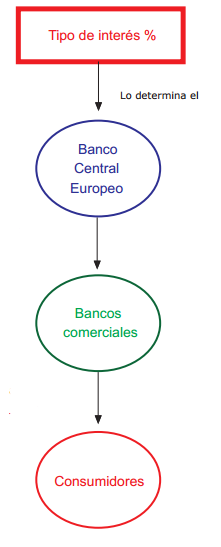 Tipo de interés %
Lo determina el
Banco
Central
Europeo
Bancos
comerciales
Consumidores